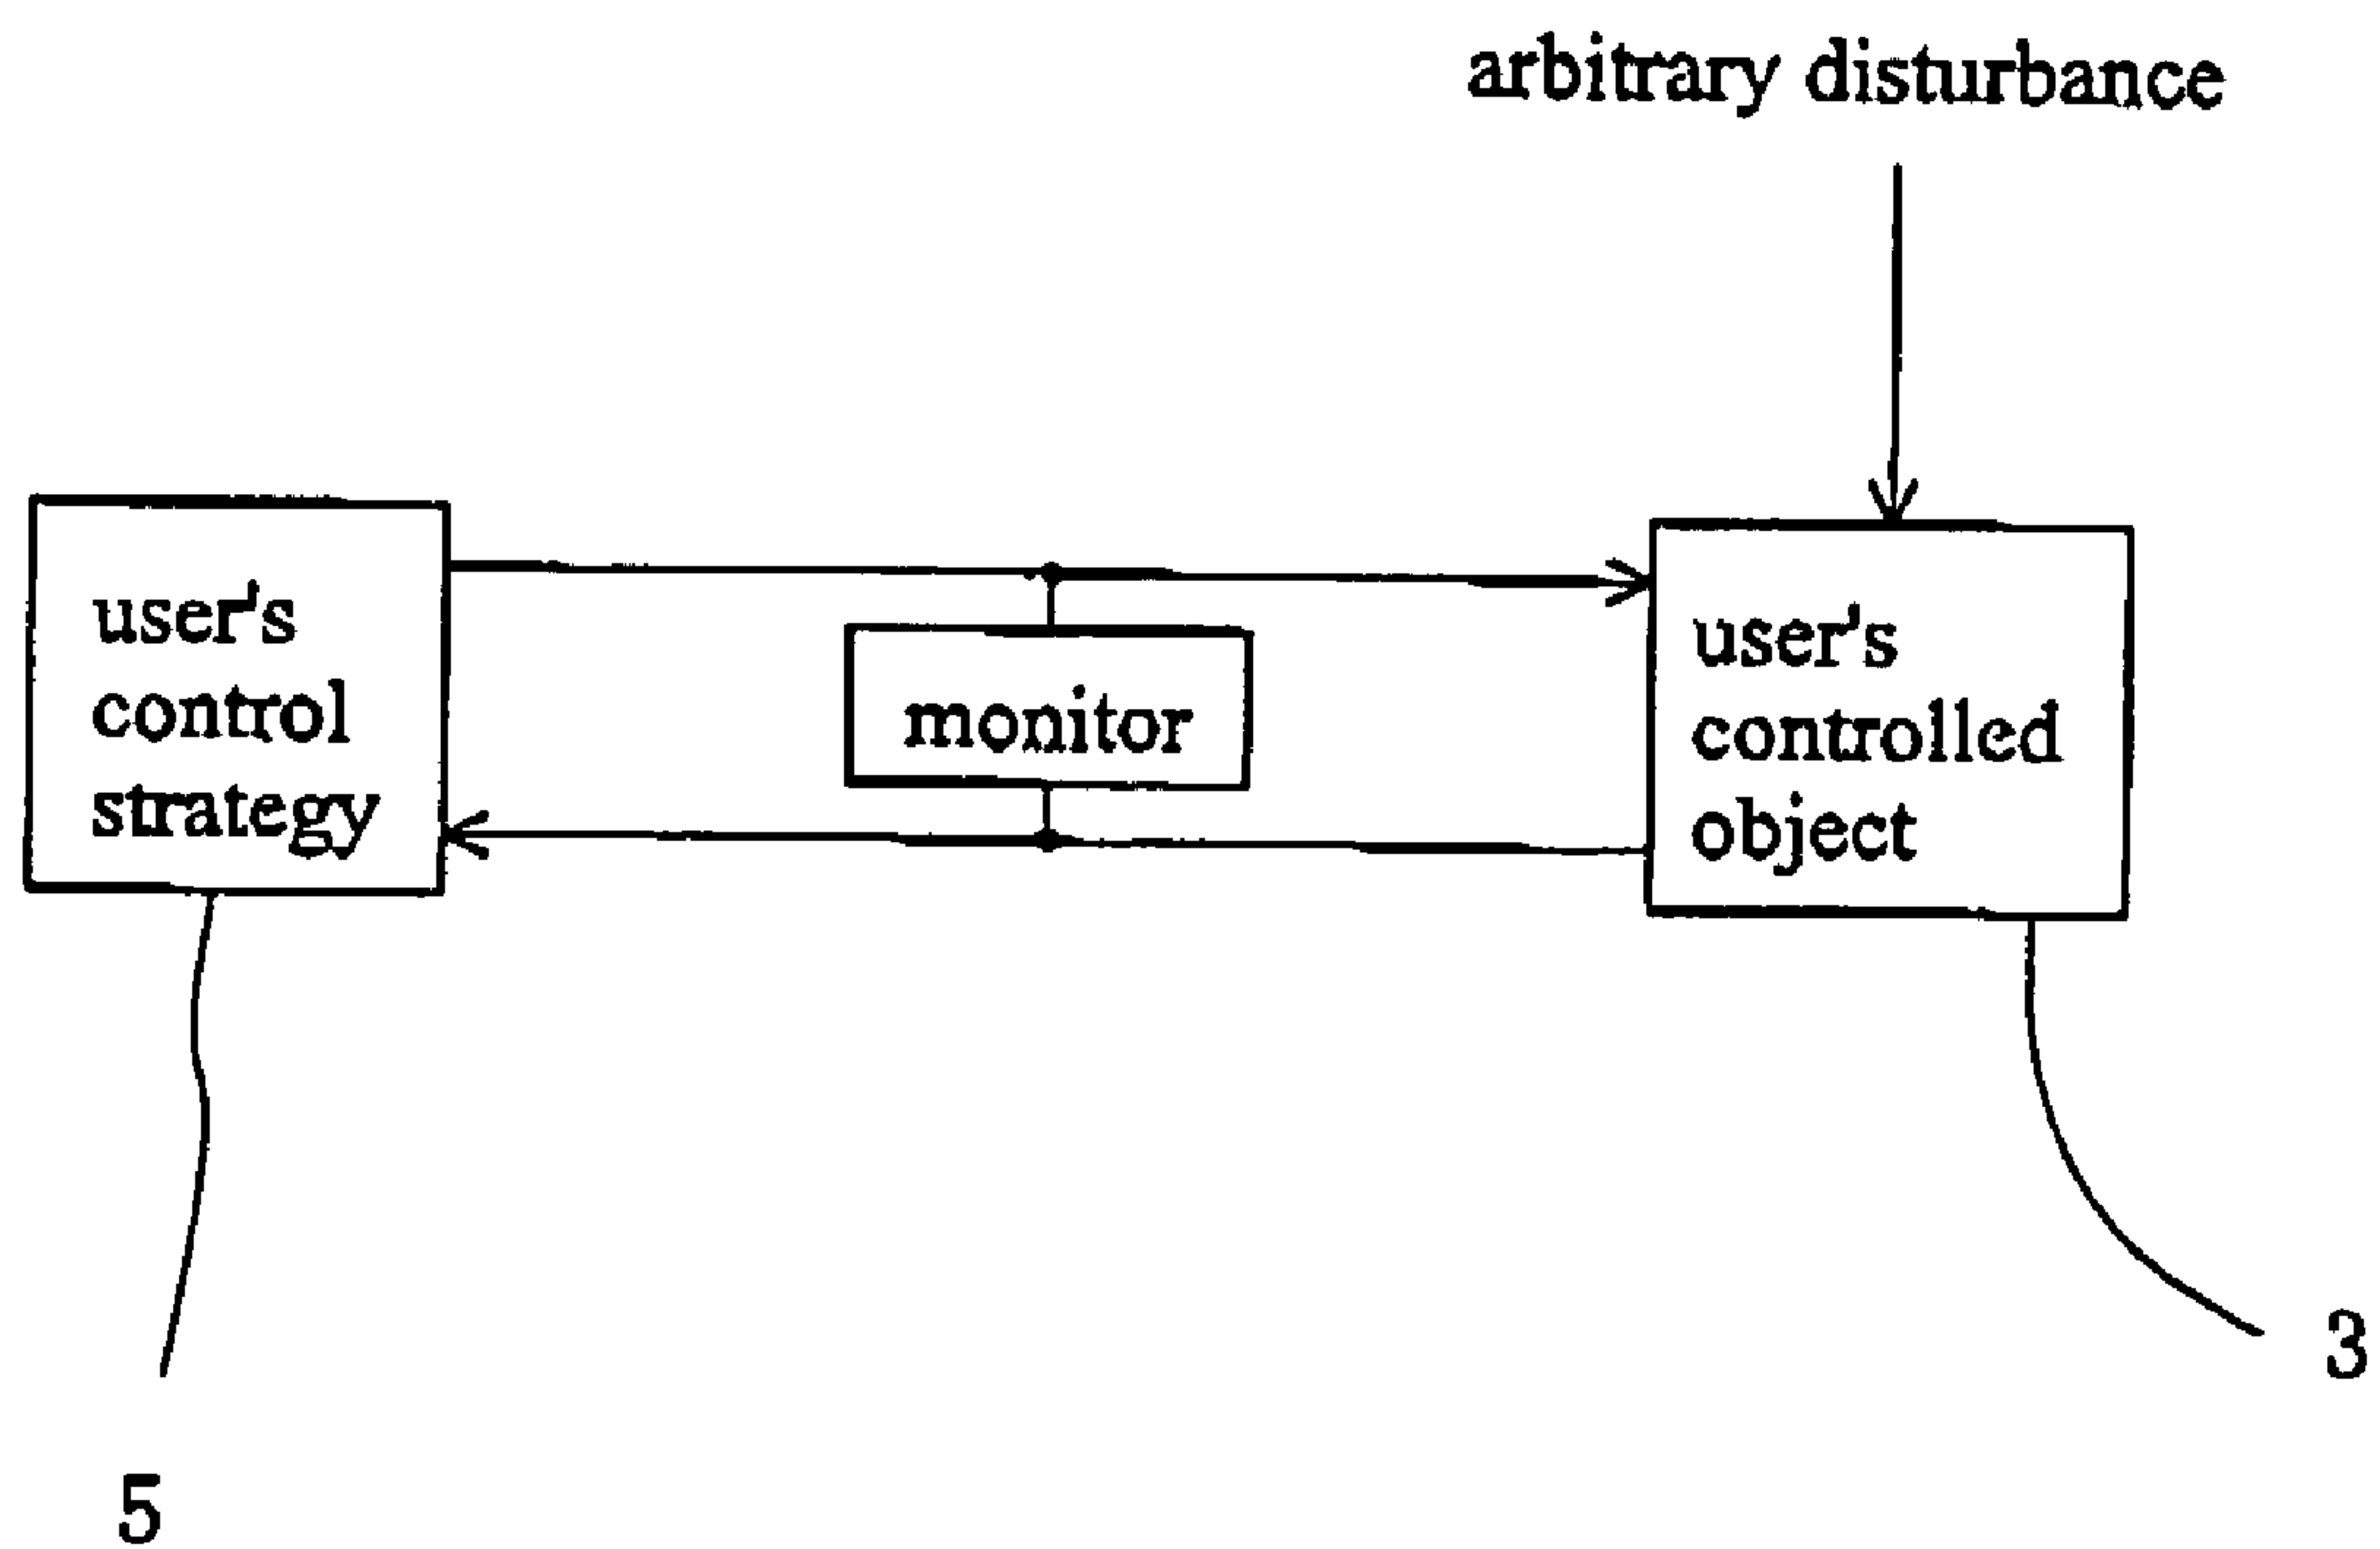 arbitrary disturbance
user's
control
strategy
monitor
user's
controlled
object
3
5